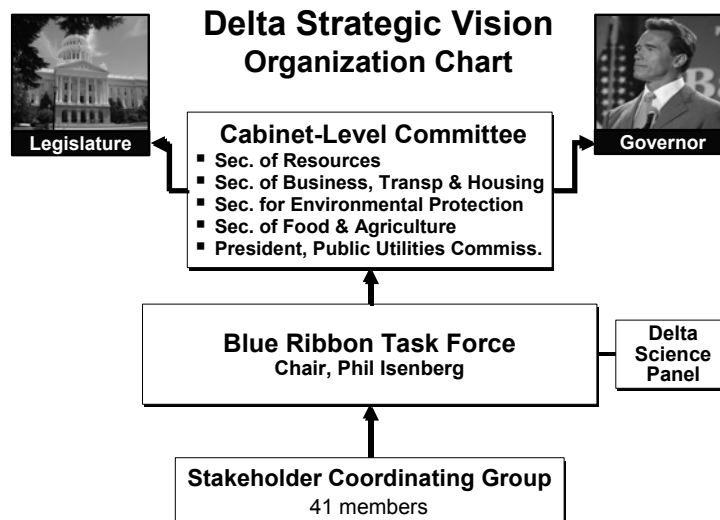 Delta Strategic Vision
Organization Chart
Legislature
Governor
Cabinet-Level Committee
▪ Sec. of Resources
▪ Sec. of Business, Transp & Housing
▪ Sec. for Environmental Protection
▪ Sec. of Food & Agriculture
▪ President, Public Utilities Commiss.
Blue Ribbon Task Force
Chair, Phil Isenberg
Delta
Science
Panel
Stakeholder Coordinating Group
41 members